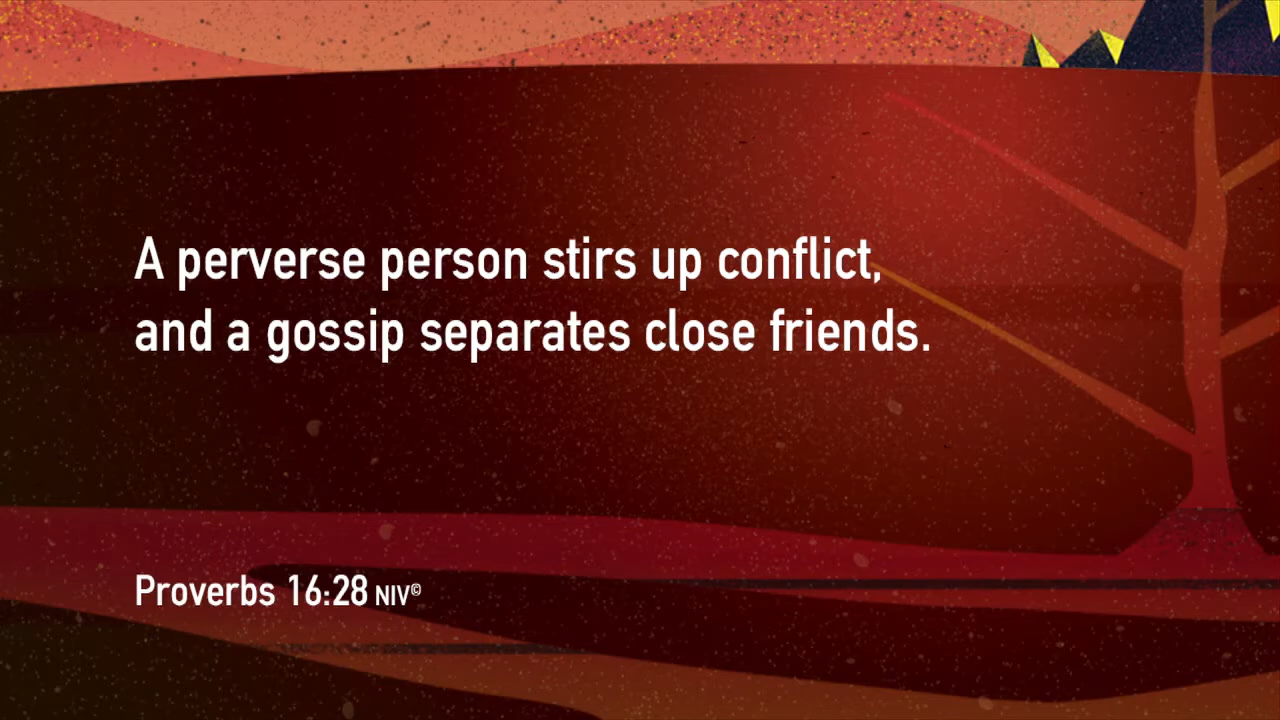 A perverse person stirs up conflict,
and a gossip separates close friends.
Proverbs 16:28 NIV©